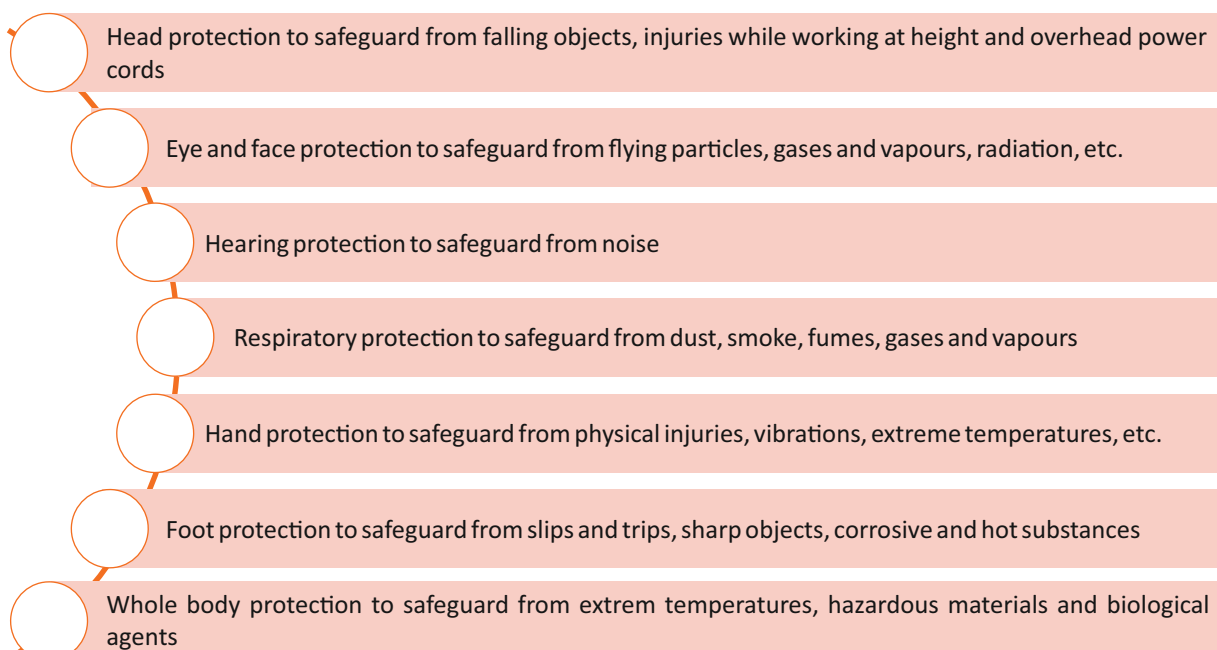 Head protection to safeguard from falling objects, injuries while working at height and overhead power
cords
Eye and face protection to safeguard from flying particles, gases and vapours, radiation, etc.
Hearing protection to safeguard from noise
Respiratory protection to safeguard from dust, smoke, fumes, gases and vapours
Hand protection to safeguard from physical injuries, vibrations, extreme temperatures, etc.
Foot protection to safeguard from slips and trips, sharp objects, corrosive and hot substances
Whole body protection to safeguard from extrem temperatures, hazardous materials and biological
agents